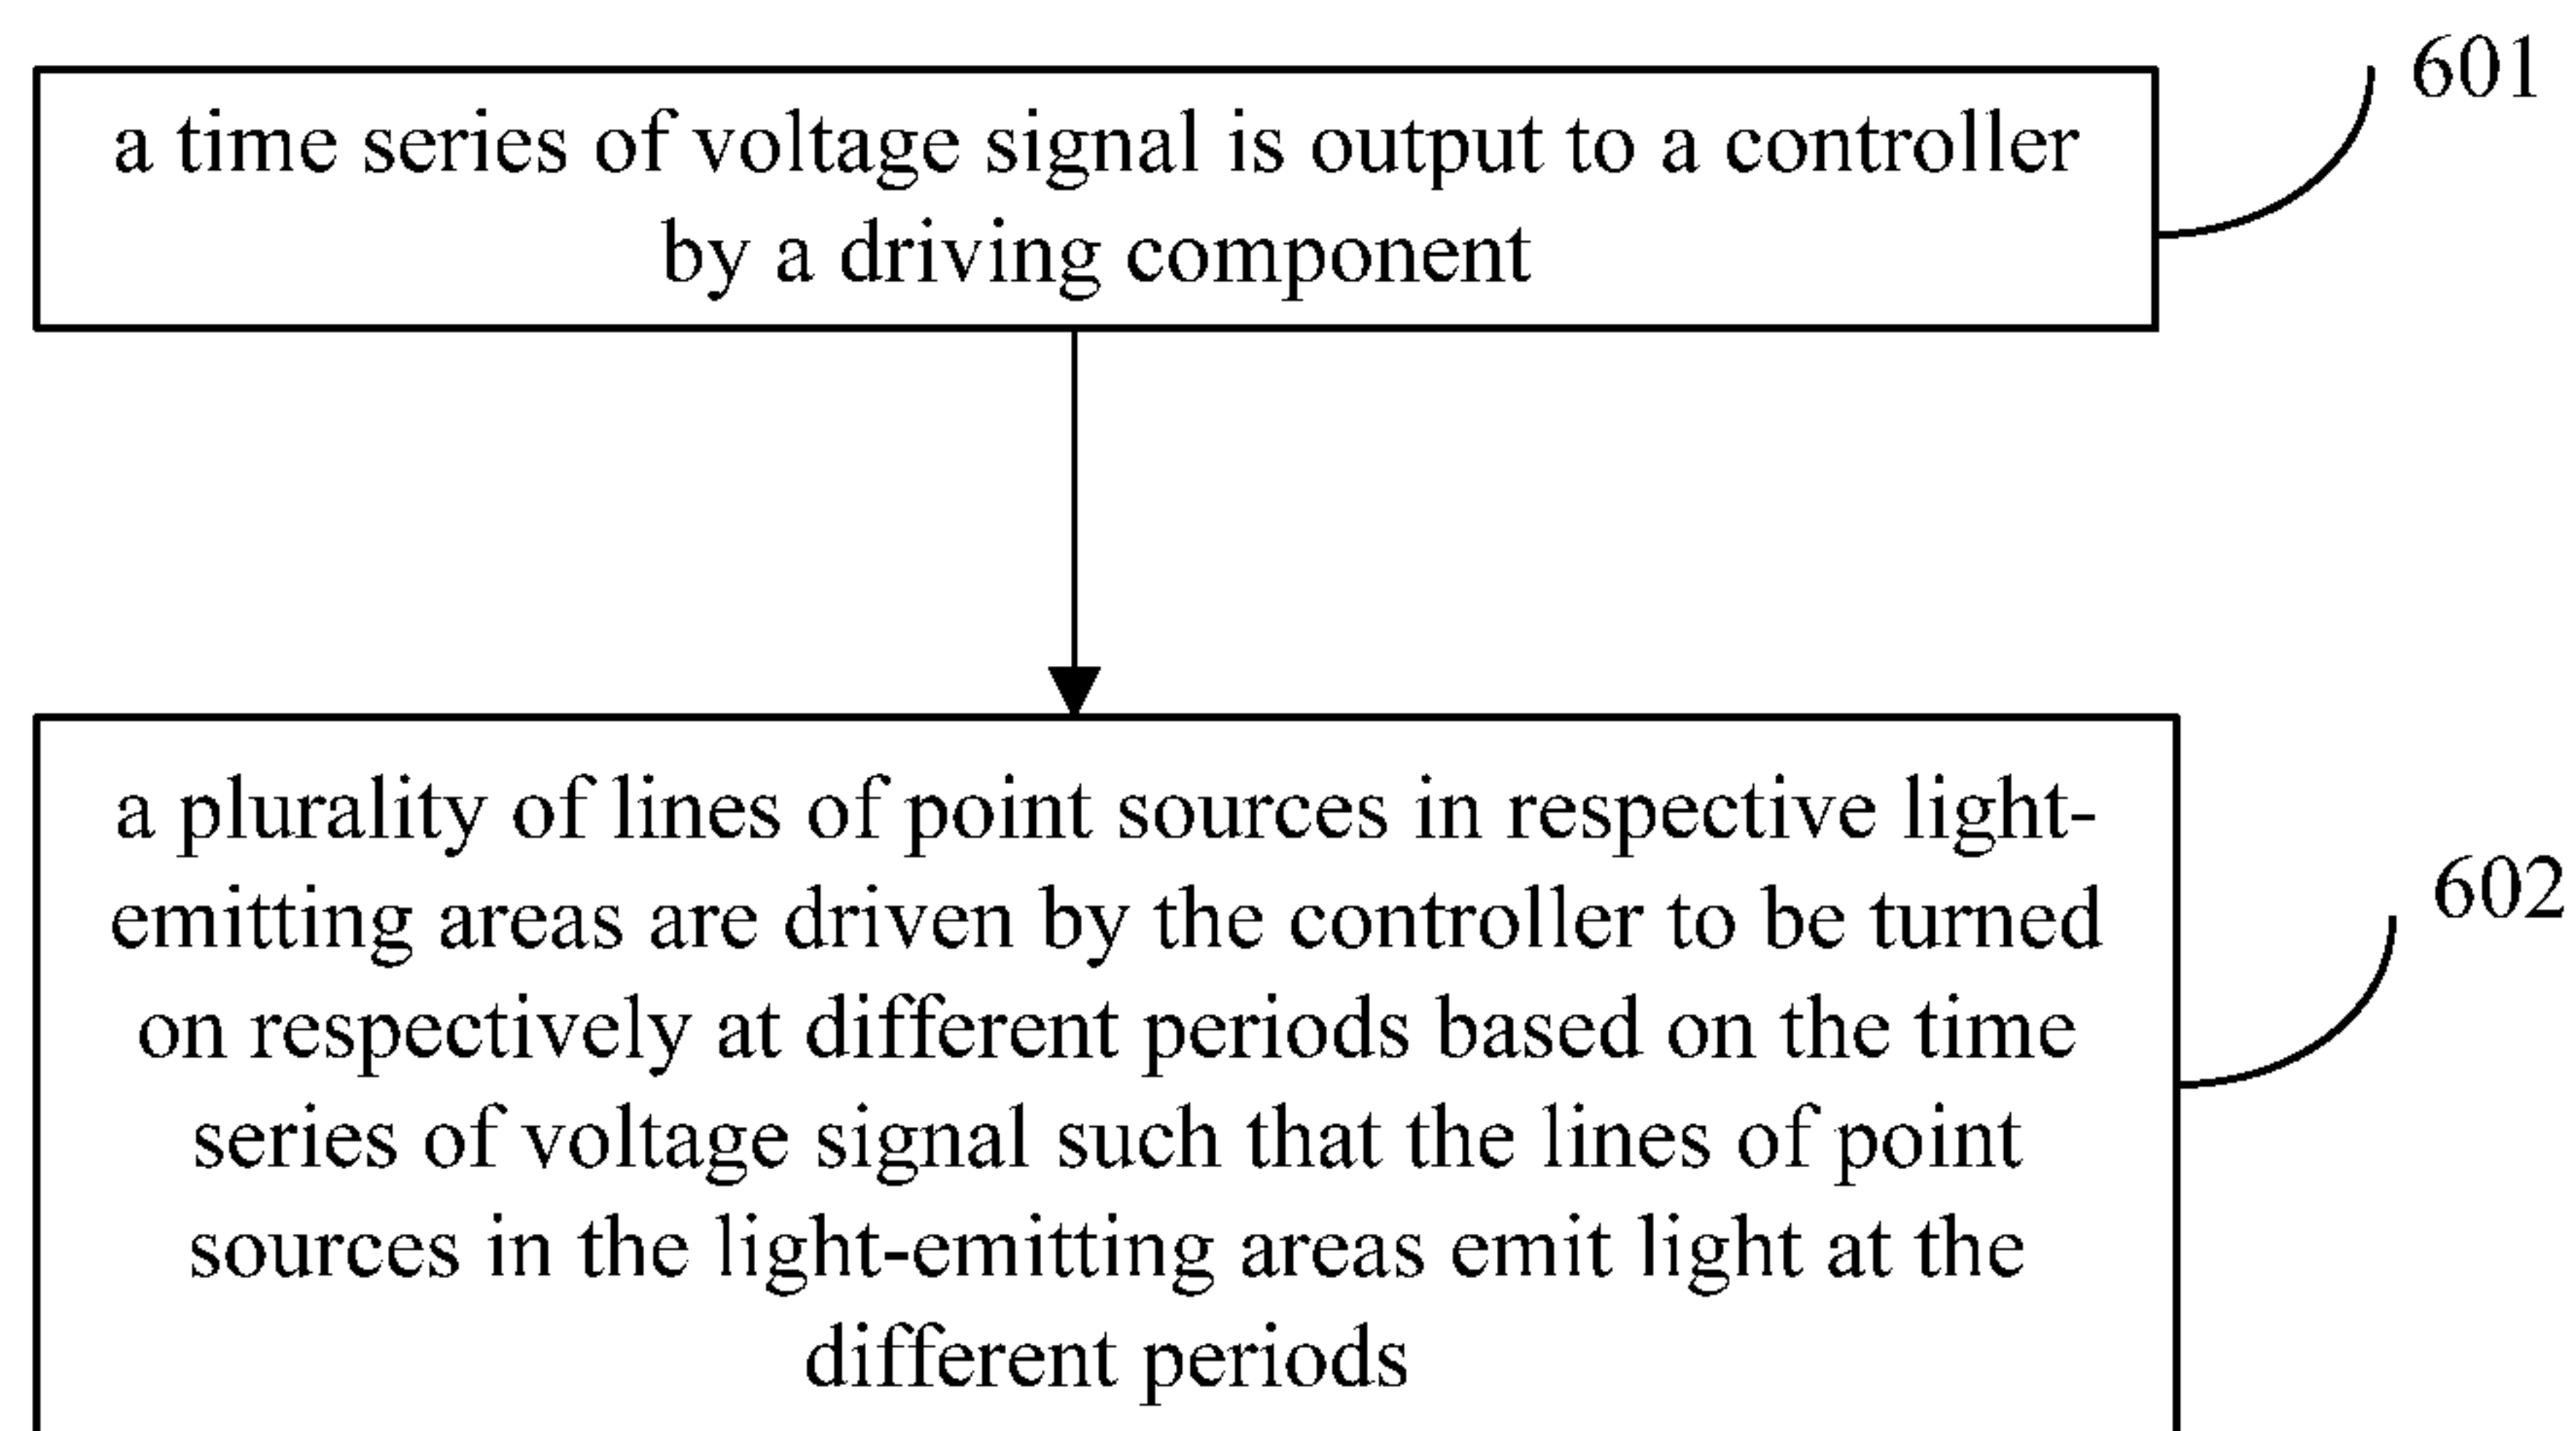 601
a time series of voltage signal is output to a controller
by a driving component
a plurality of lines of point sources in respective light-
602
emitting areas are driven by the controller to be turned
on respectively at different periods based on the time
series of voltage signal such that the lines of point
sources in the light-emitting areas emit light at the
different periods